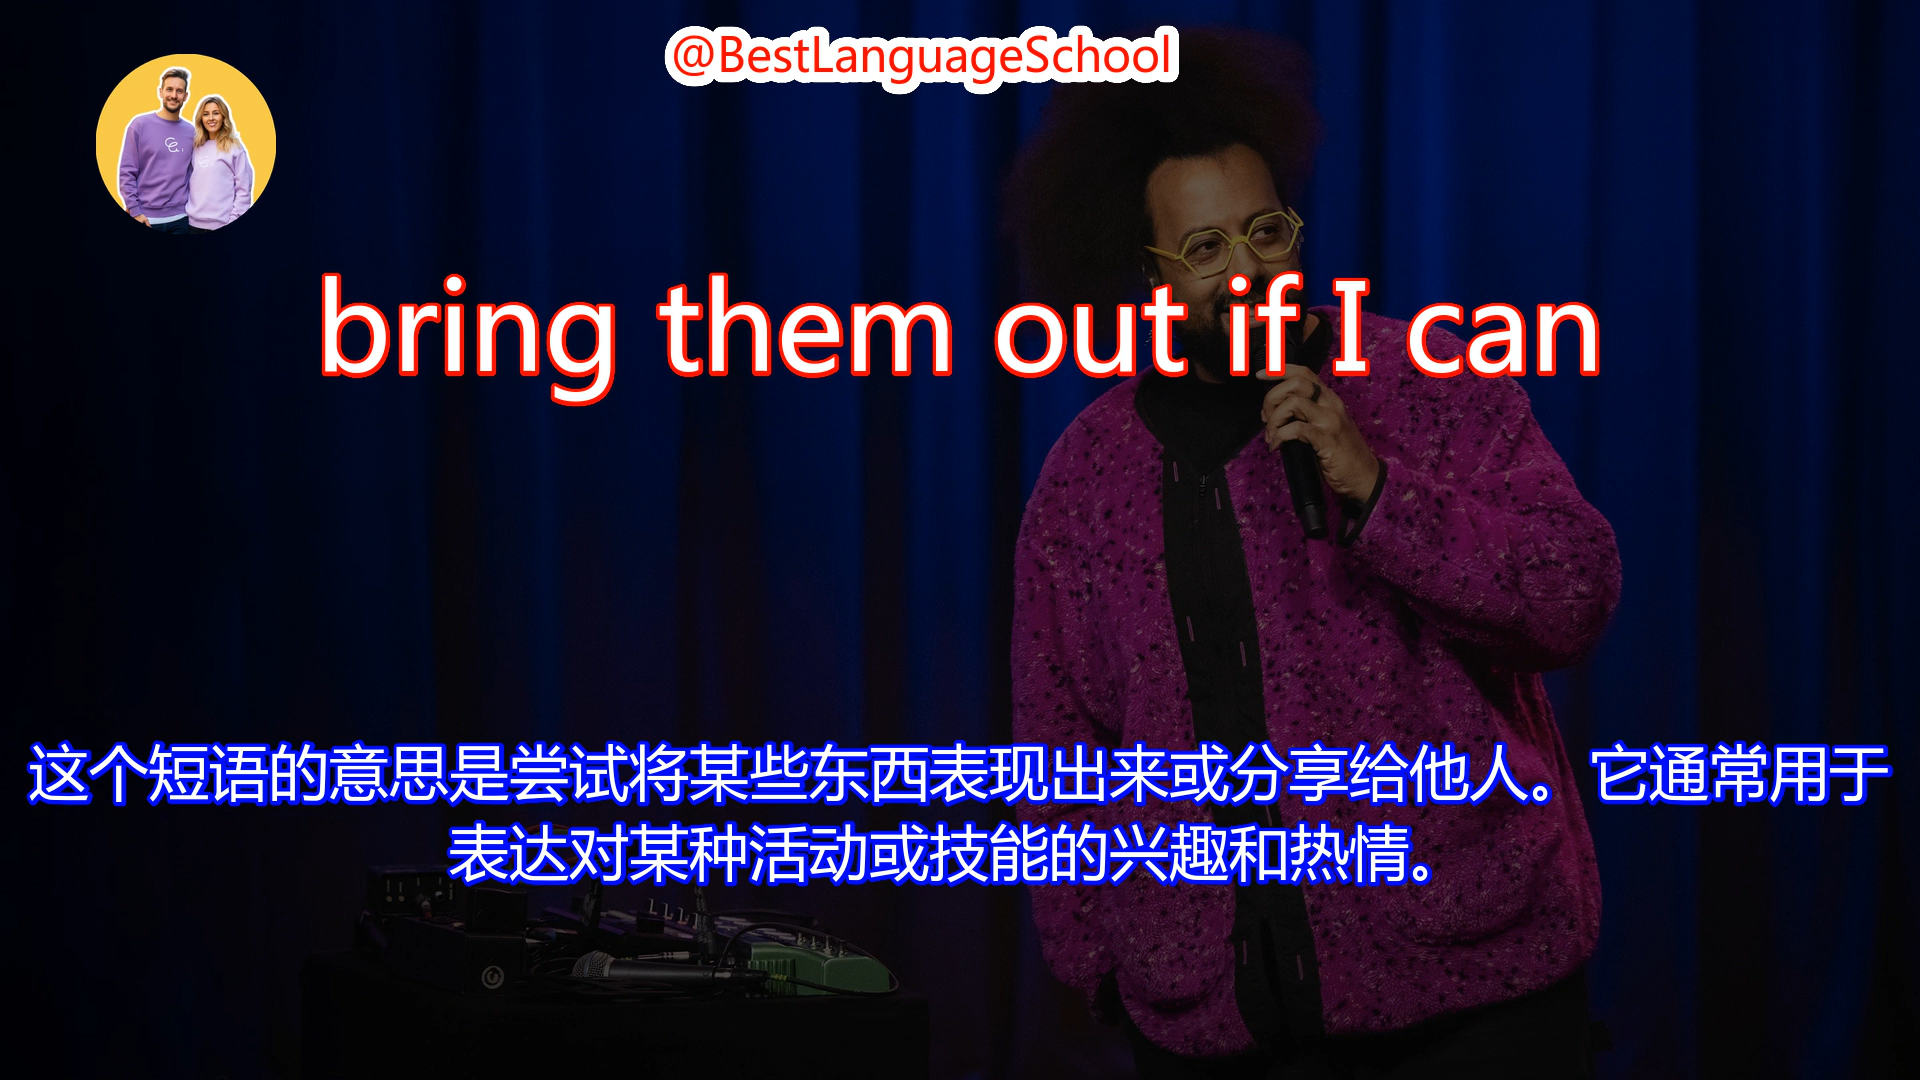 @BestLanguageSchool
bring them out if I can
这个短语的意思是尝试将某些东西表现出来或分享给他人。它通常用于
表达对某种活动或技能的兴趣和热情。